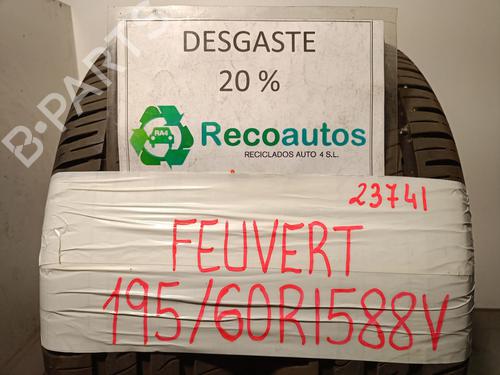 DESGASTE
20 %
RA4
Recoautos
RECICLADOS AUTO 4 S.L.
23741
FEUVERT
195/60R1588V
B-PARTS